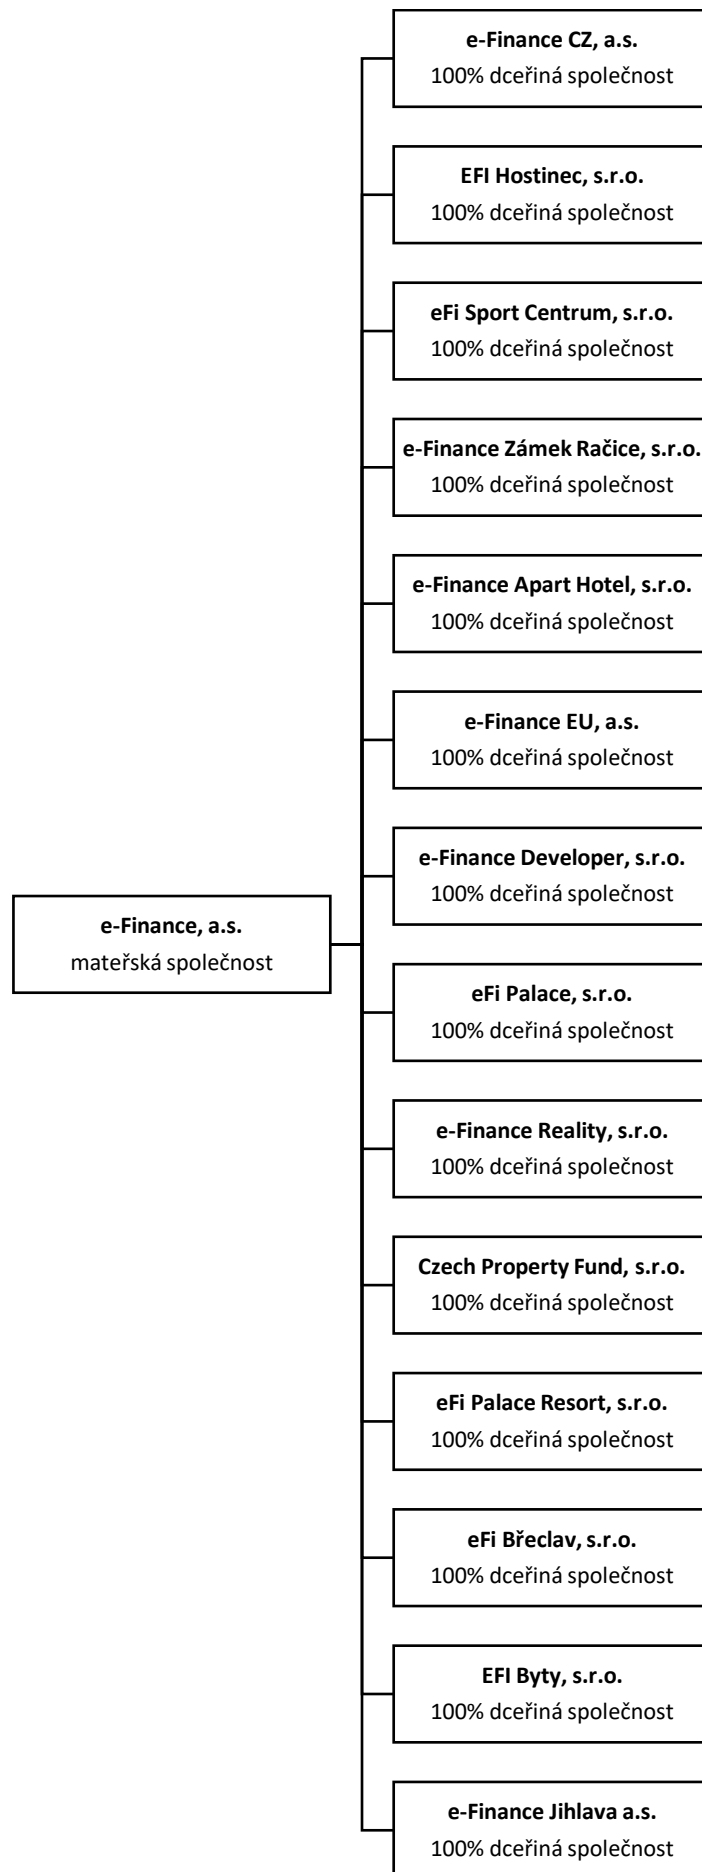 e-Finance, a.s.
mateřská společnost
e-Finance CZ, a.s.
100% dceřiná společnost
EFI Hostinec, s.r.o.
100% dceřiná společnost
eFi Sport Centrum, s.r.o.
100% dceřiná společnost
e-Finance Zámek Račice, s.r.o.
100% dceřiná společnost
e-Finance Apart Hotel, s.r.o.
100% dceřiná společnost
e-Finance EU, a.s.
100% dceřiná společnost
e-Finance Developer, s.r.o.
100% dceřiná společnost
eFi Palace, s.r.o.
100% dceřiná společnost
e-Finance Reality, s.r.o.
100% dceřiná společnost
Czech Property Fund, s.r.o.
100% dceřiná společnost
eFi Palace Resort, s.r.o.
100% dceřiná společnost
eFi Břeclav, s.r.o.
100% dceřiná společnost
EFI Byty, s.r.o.
100% dceřiná společnost
e-Finance Jihlava a.s.
100% dceřiná společnost